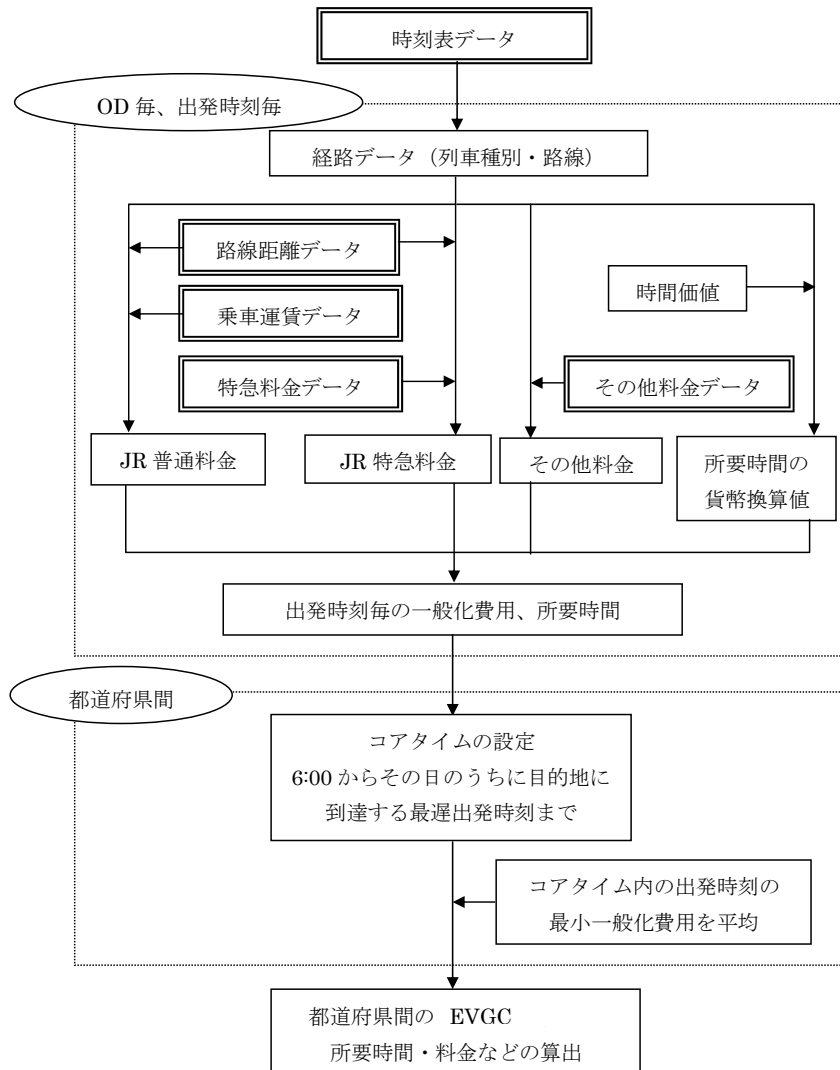 時刻表データ
OD 毎、出発時刻毎
経路データ（列車種別・路線）
路線距離データ
時間価値
乗車運賃データ
特急料金データ
その他料金データ
JR 普通料金
JR 特急料金
その他料金
所要時間の
貨幣換算値
出発時刻毎の一般化費用、所要時間
都道府県間
コアタイムの設定
6:00 からその日のうちに目的地に
到達する最遅出発時刻まで
コアタイム内の出発時刻の
最小一般化費用を平均
都道府県間の EVGC
所要時間・料金などの算出